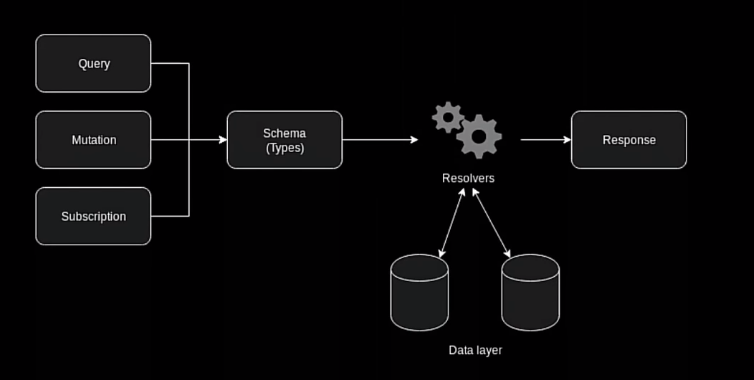 Query
Mutation
Subscription
Schema
(Types)
Resolvers
Response
Data layer